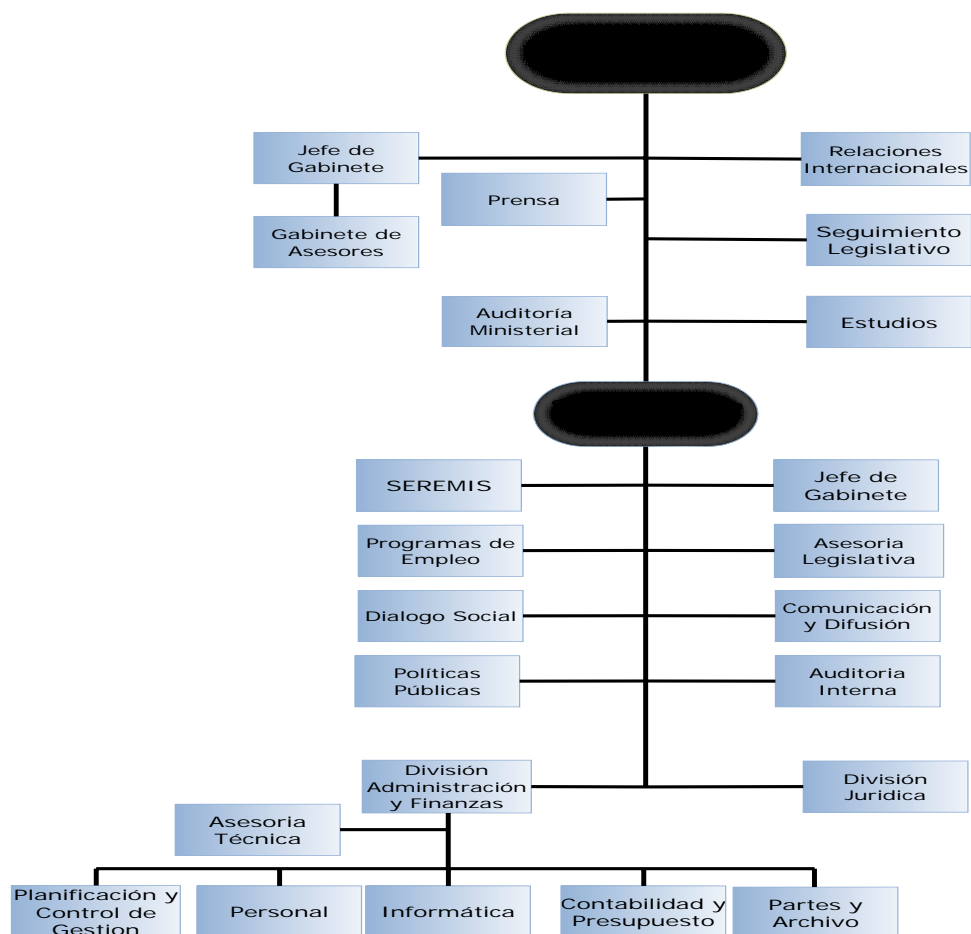 Jefe de
Gabinete
Relaciones
Internacionales
Prensa
Gabinete de
Asesores
Seguimiento
Legislativo
Auditoría
Ministerial
Estudios
SEREMIS
Jefe de
Gabinete
Programas de
Empleo
Asesoria
Legislativa
Dialogo Social
Comunicación
y Difusión
Políticas
Públicas
Auditoria
Interna
División
Administración
y Finanzas
División
Juridica
Asesoria
Técnica
Planificación y
Control de
Gestion
Personal
Informática
Contabilidad y
Presupuesto
Partes y
Archivo